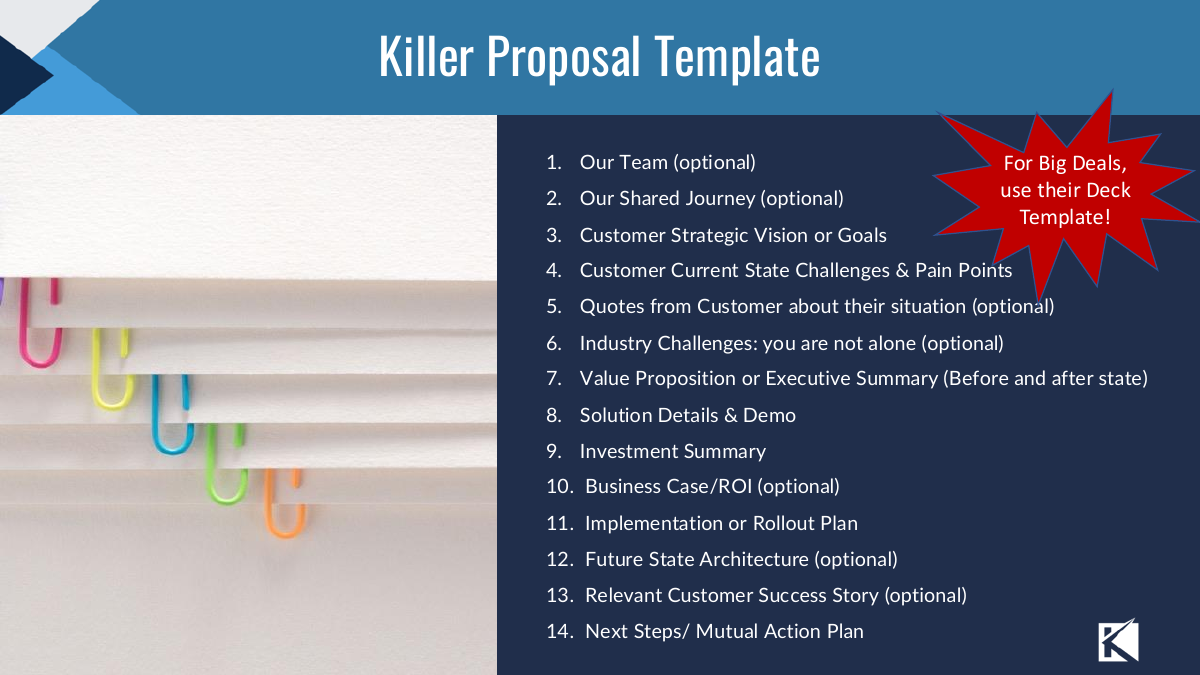 Killer Proposal Template
For Big Deals,
use their Deck
Template!
1. Our Team (optional)
2. Our Shared Journey (optional)
3. Customer Strategic Vision or Goals
4. Customer Current State Challenges & Pain Points
5. Quotes from Customer about their situation (optional)
6. Industry Challenges: you are not alone (optional)
7. Value Proposition or Executive Summary (Before and after state)
8. Solution Details & Demo
9. Investment Summary
10. Business Case/ROI (optional)
11. Implementation or Rollout Plan
12. Future State Architecture (optional)
13. Relevant Customer Success Story (optional)
14. Next Steps/ Mutual Action Plan
K